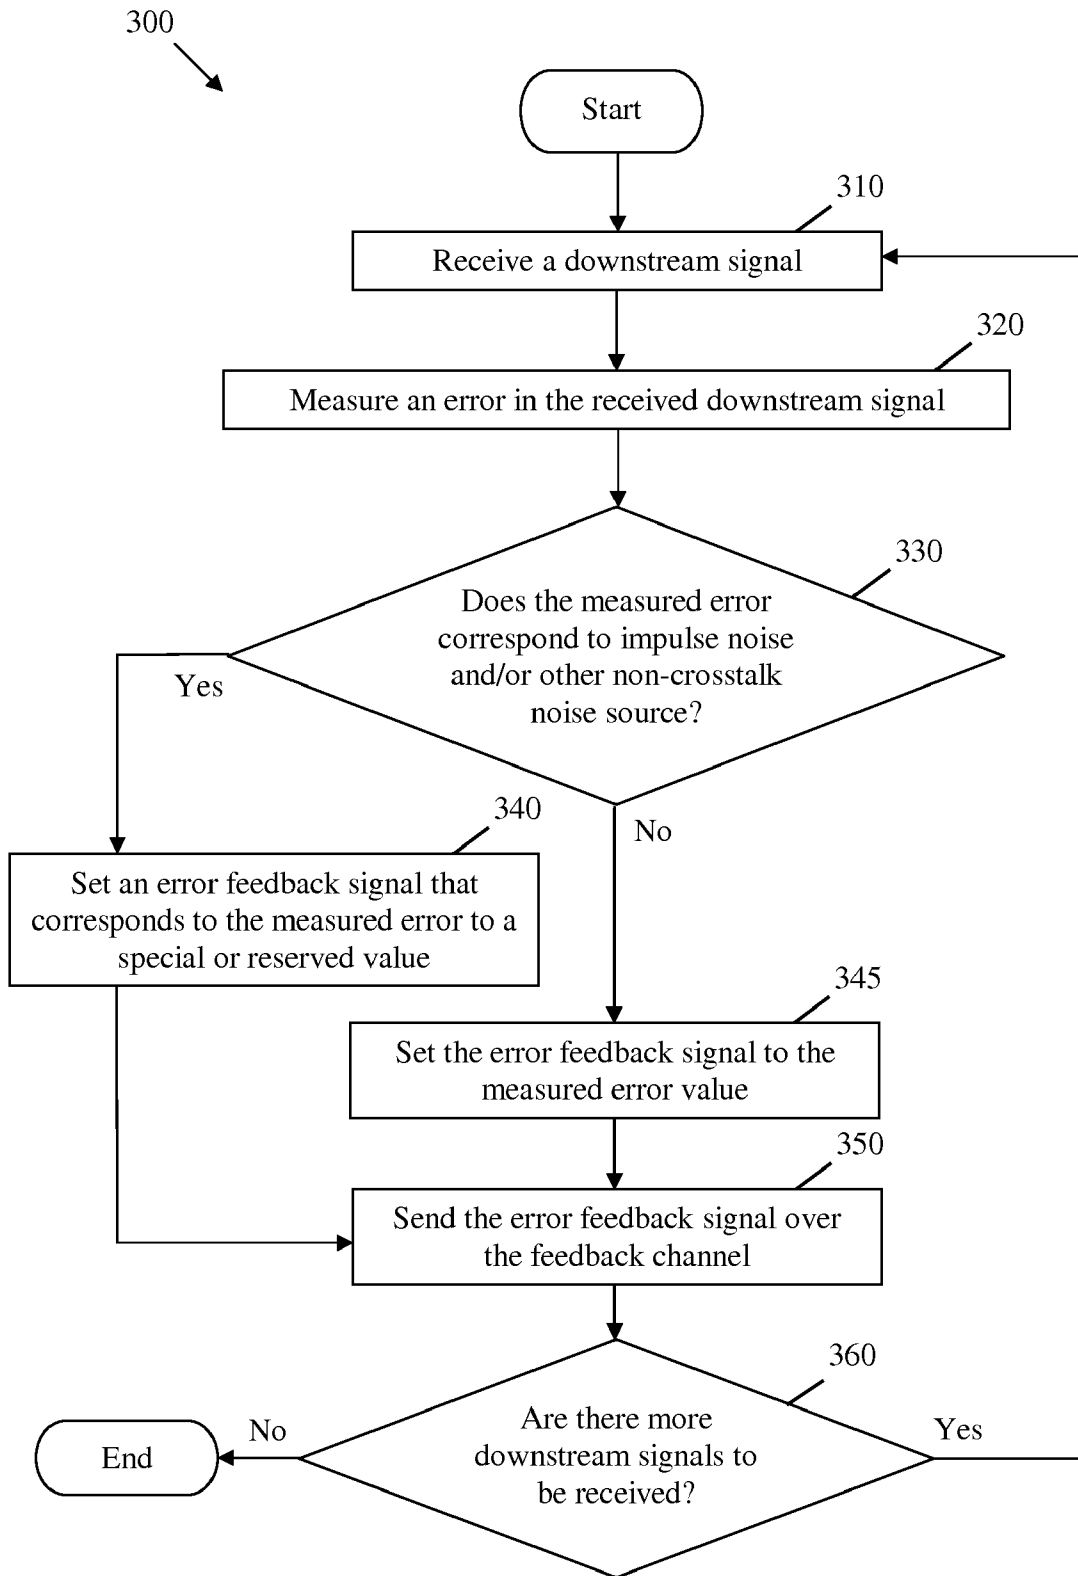 300
Start
310
Receive a downstream signal
320
Measure an error in the received downstream signal
330
Does the measured error
correspond to impulse noise
and/or other non-crosstalk
noise source?
Yes
No
340
Set an error feedback signal that
corresponds to the measured error to a
special or reserved value
345
Set the error feedback signal to the
measured error value
350
Send the error feedback signal over
the feedback channel
360
Are there more
downstream signals to
be received?
No
Yes
End